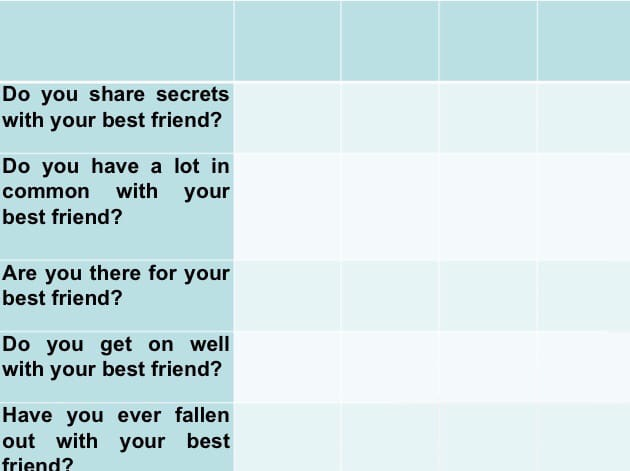 Do you share secrets
with your best friend?
Do you have a lot in
common with your
best friend?
Are you there for your
best friend?
Do you get on well
with your best friend?
Have you ever fallen
out with your best
friend?